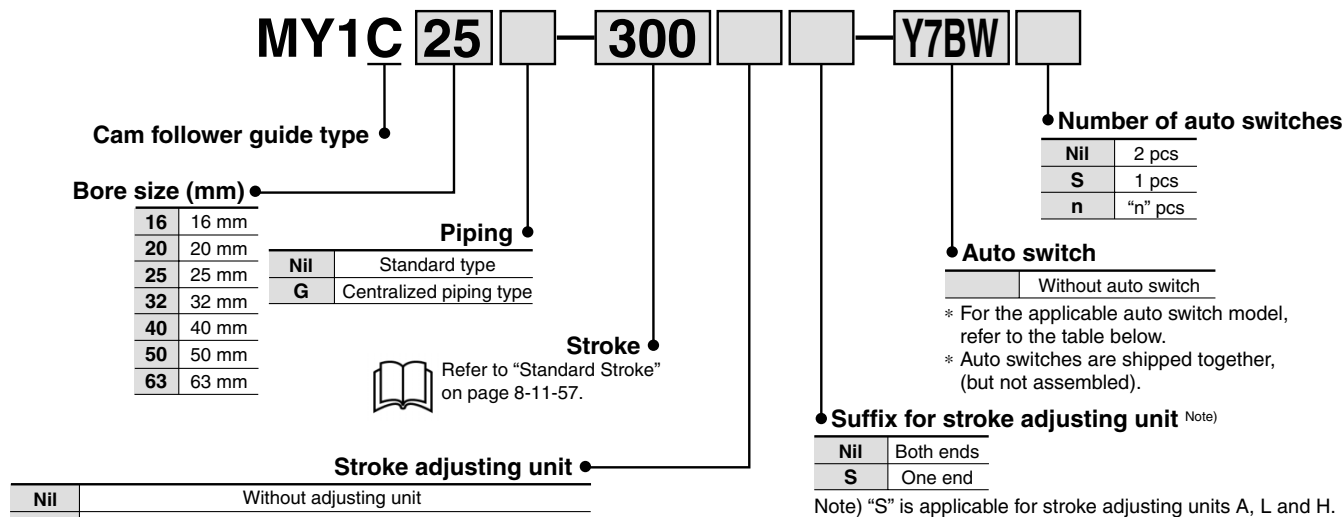 MY1C 25 — 300 — Y7BW
Cam follower guide type
Number of auto switches
Nil 2 pcs
S 1 pcs
n “n” pcs
Bore size (mm)
16 16 mm
20 20 mm
25 25 mm
32 32 mm
40 40 mm
50 50 mm
63 63 mm
Piping
Nil Standard type
G Centralized piping type
Auto switch
Without auto switch
* For the applicable auto switch model,
refer to the table below.
* Auto switches are shipped together,
(but not assembled).
Stroke
Refer to “Standard Stroke”
on page 8-11-57.
Suffix for stroke adjusting unit Note)
Nil Both ends
S One end
Note) “S” is applicable for stroke adjusting units A, L and H.
Stroke adjusting unit
Nil Without adjusting unit